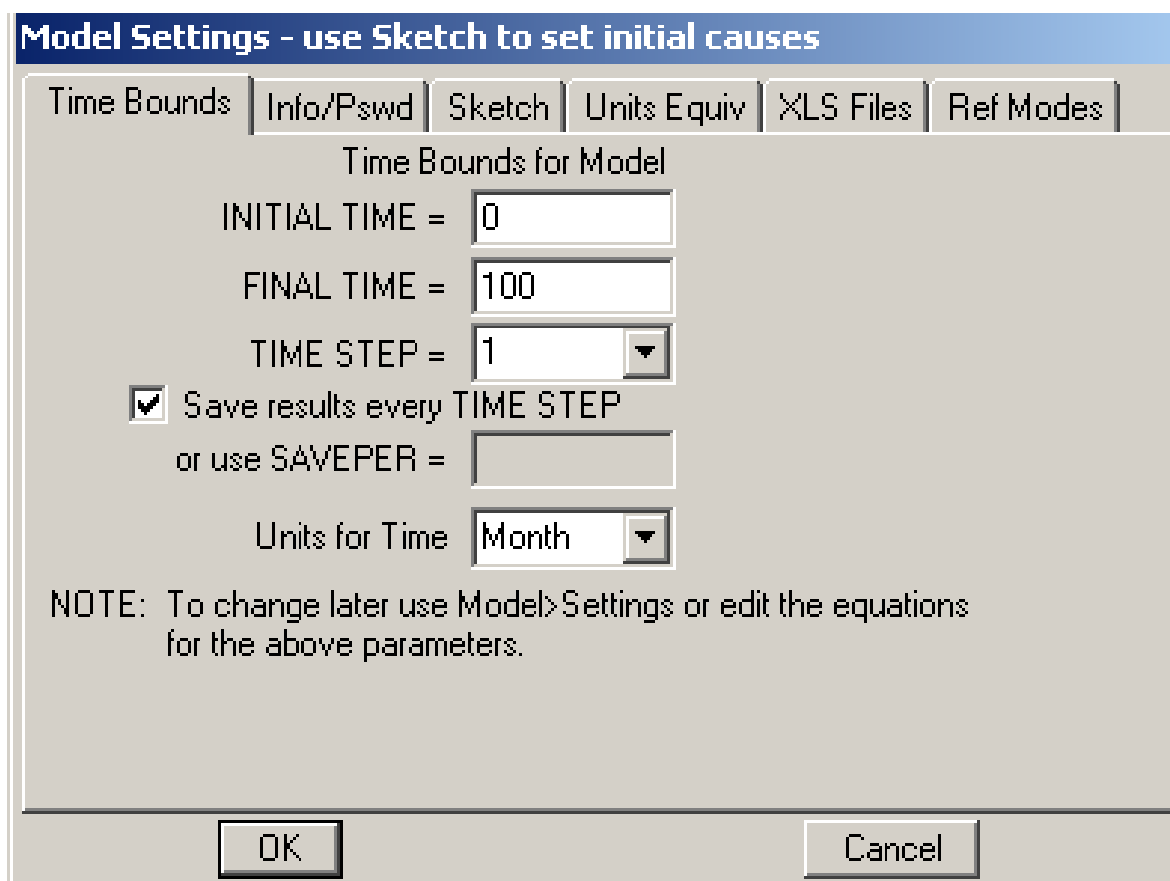 Model Settings - use Sketch to set initial causes
Time Bounds Info/Pswd Sketch Units Equiv XLS Files Ref Modes
Time Bounds for Model
INITIAL TIME = 0
FINAL TIME = 100
TIME STEP = 1
Save results every TIME STEP
or use SAVEPER =
Units for Time Month
NOTE: To change later use Model>Settings or edit the equations
for the above parameters.
OK Cancel